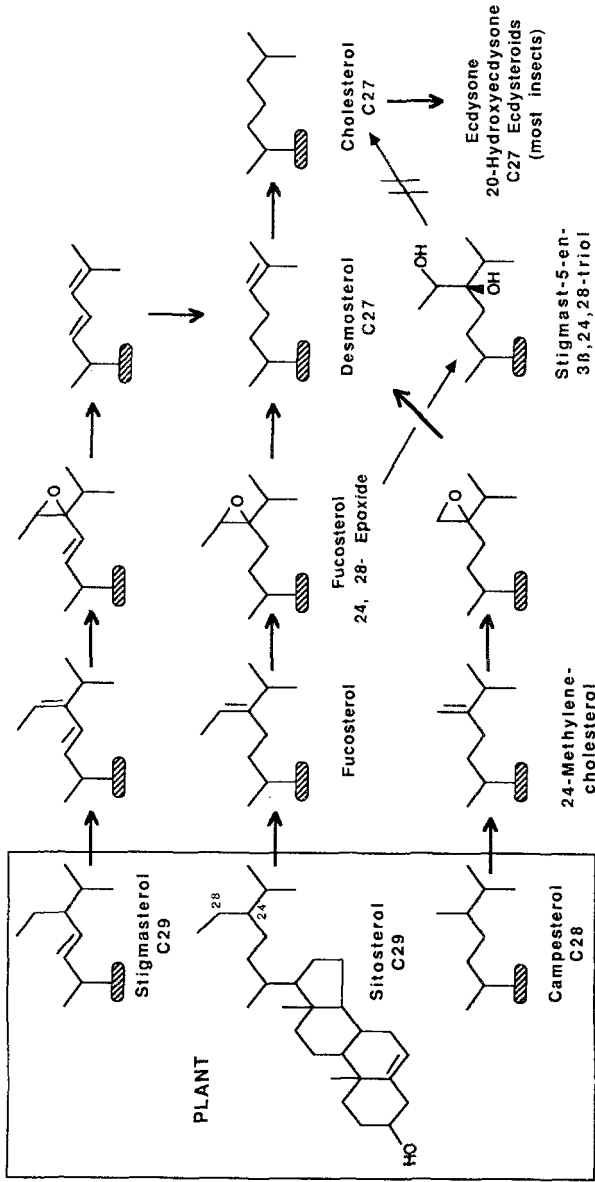 PLANT
Stigmasterol
C29
28
24
Sitosterol
C29
HO
Campesterol
C28
O
Fucosterol
O
Fucosterol
24, 28- Epoxide
24-Methylene-
cholesterol
O
Desmosterol
C27
OH
OH
Stigmast-5-en-
3ß,24,28-triol
Cholesterol
C27
Ecdysone
20-Hydroxyecdysone
C27 Ecdysteroids
(most insects)